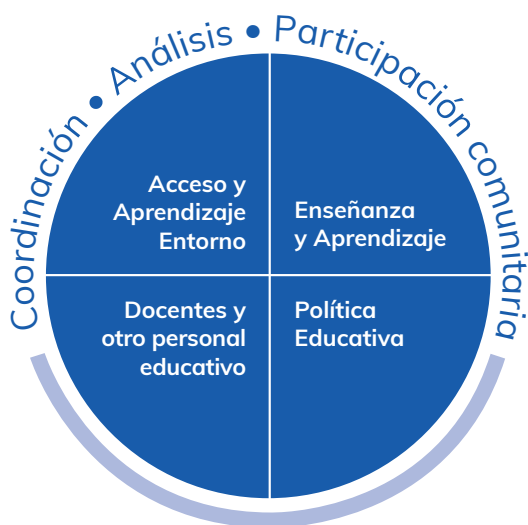 Coordinación • Análisis • Participación comunitaria
Acceso y
Aprendizaje
Entorno
Enseñanza
y Aprendizaje
Docentes y
otro personal
educativo
Política
Educativa